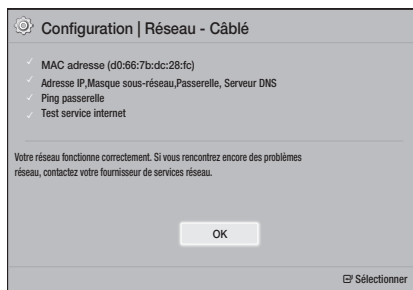 Configuration | Réseau - Câblé
MAC adresse (d0:66:7b:dc:28:fc)
Adresse IP,Masque sous-réseau,Passerelle, Serveur DNS
Ping passerelle
Test service internet
Votre réseau fonctionne correctement. Si vous rencontrez encore des problèmes
réseau, contactez votre fournisseur de services réseau.
OK
Sélectionner